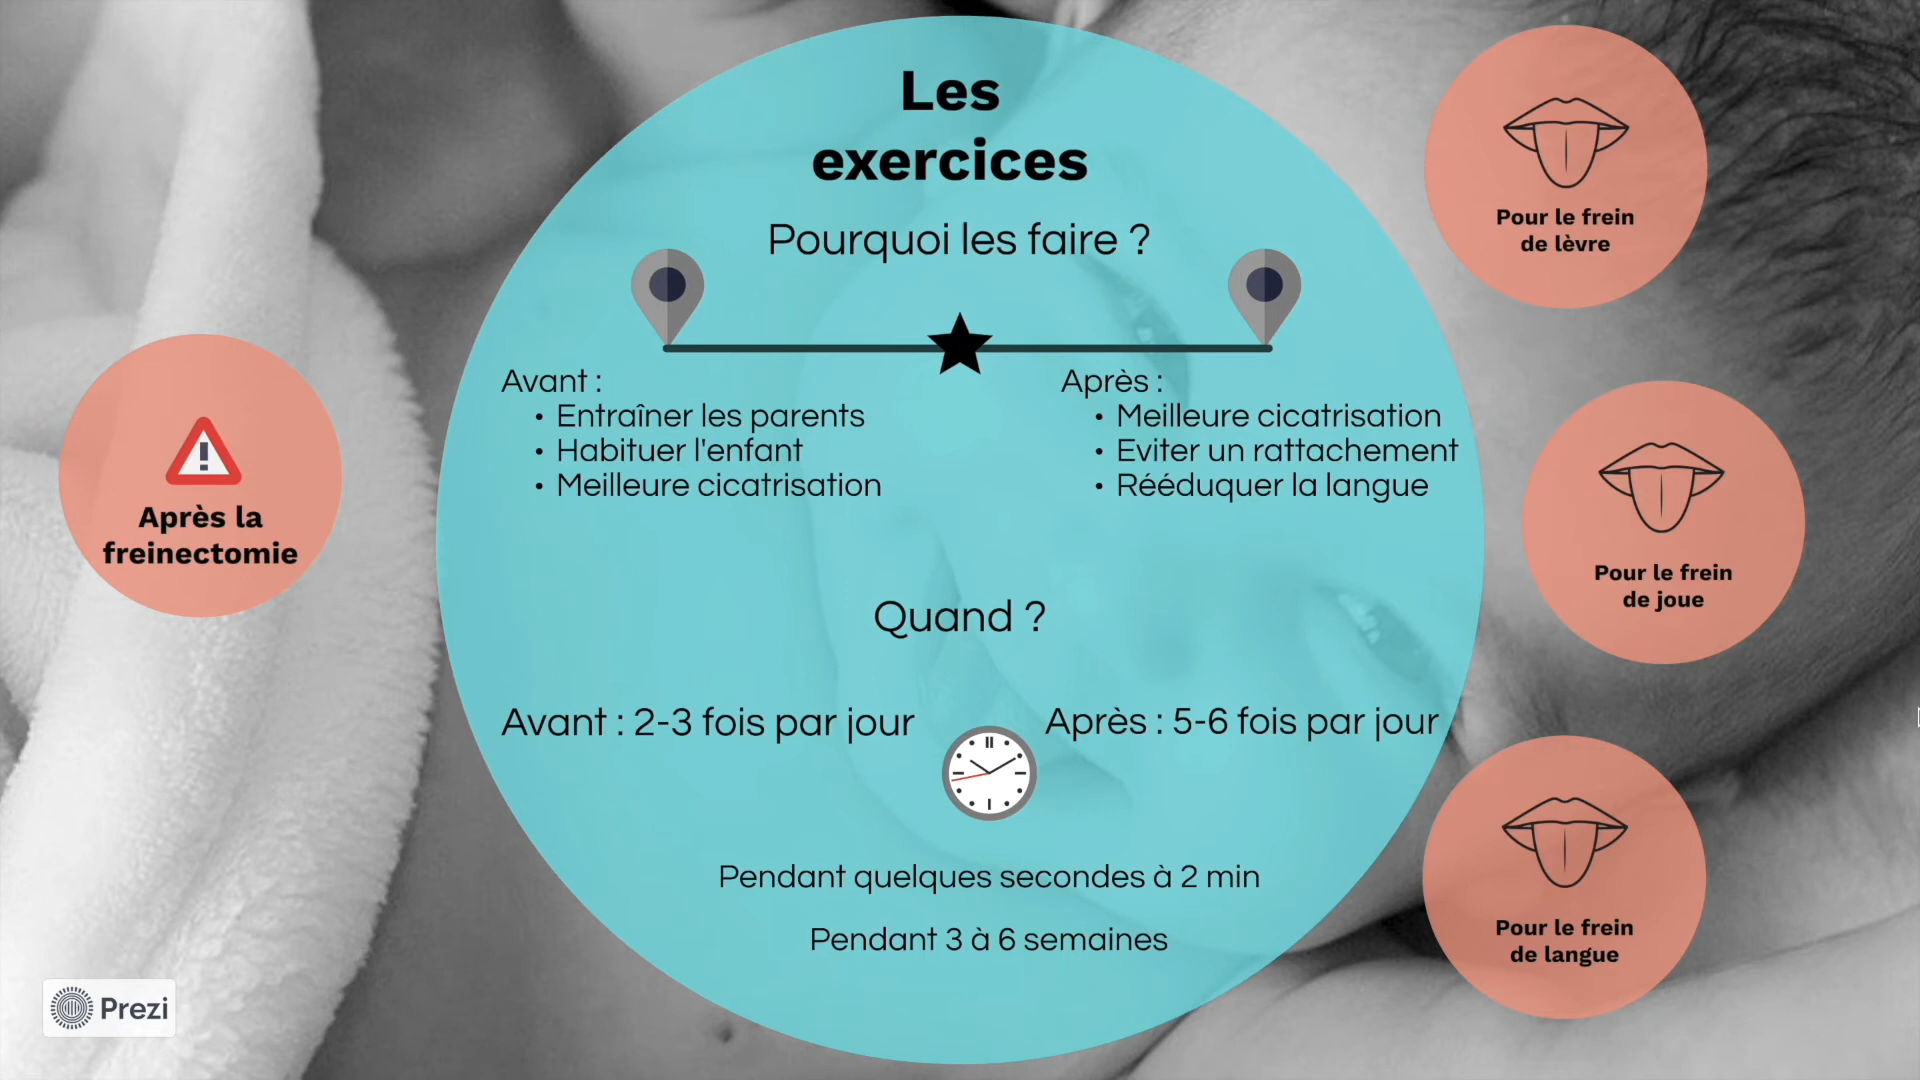 Les
exercices
Pourquoi les faire ?
Avant :
• Entraîner les parents
• Habituer l'enfant
• Meilleure cicatrisation
Après :
• Meilleure cicatrisation
• Eviter un rattachement
• Rééduquer la langue
Quand ?
Avant : 2-3 fois par jour
Après : 5-6 fois par jour
Pendant quelques secondes à 2 min
Pendant 3 à 6 semaines
Après la
freinectomie
Pour le frein
de lèvre
Pour le frein
de joue
Pour le frein
de langue
Prezi